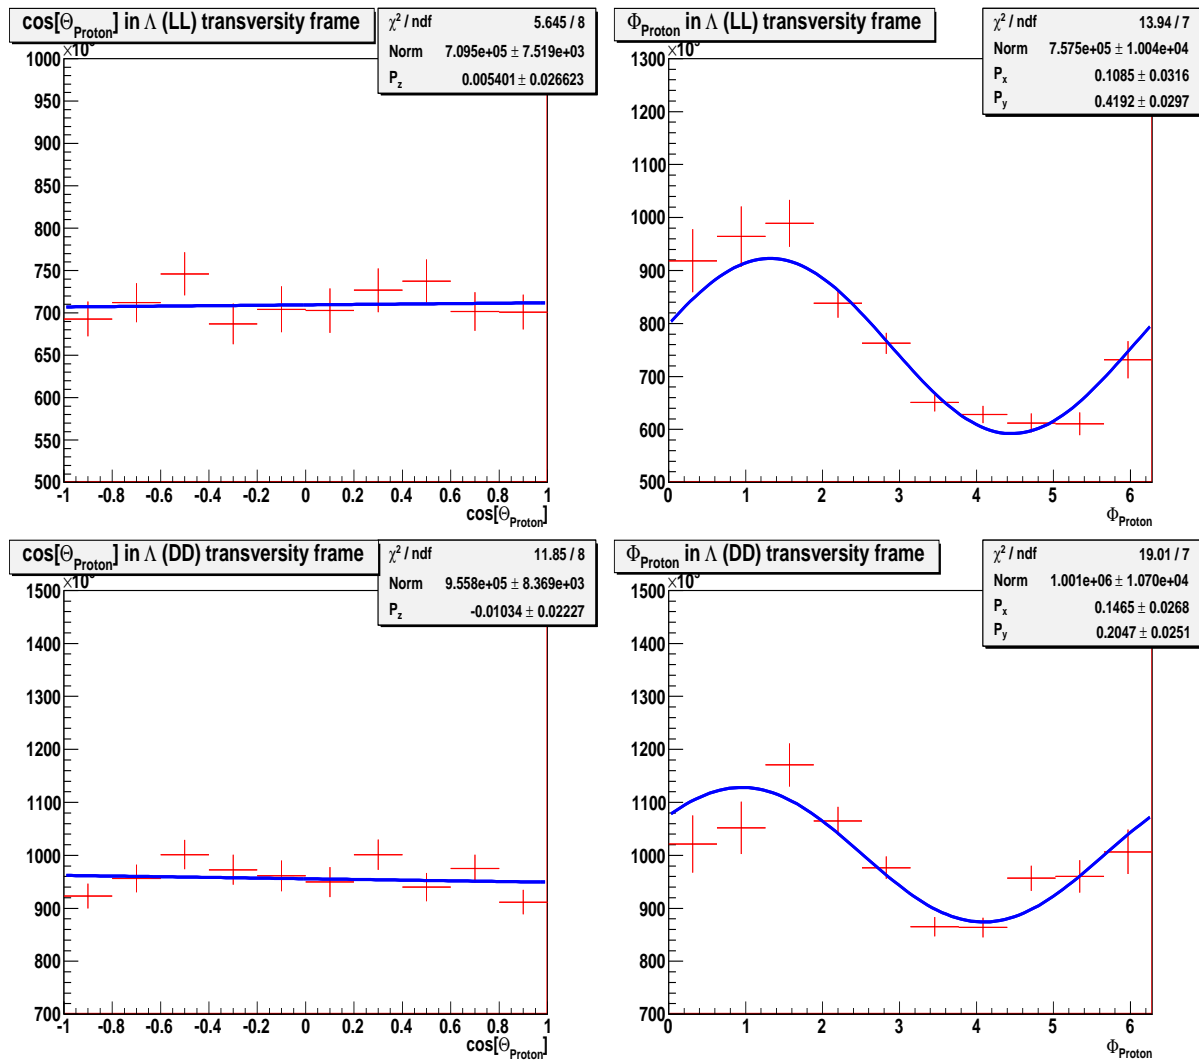 cos[Θ_Proton] in Λ (LL) transversity frame
χ² / ndf 5.645 / 8
Norm 7.095e+05 ± 7.519e+03
P_z 0.005401 ± 0.026623
1000
950
900
850
800
750
700
650
600
550
500
-1 -0.8 -0.6 -0.4 -0.2 0 0.2 0.4 0.6 0.8 1
cos[Θ_Proton]
Φ_Proton in Λ (LL) transversity frame
χ² / ndf 13.94 / 7
Norm 7.575e+05 ± 1.004e+04
P_x 0.1085 ± 0.0316
P_y 0.4192 ± 0.0297
1300
1200
1100
1000
900
800
700
600
500
0 1 2 3 4 5 6
Φ_Proton
cos[Θ_Proton] in Λ (DD) transversity frame
χ² / ndf 11.85 / 8
Norm 9.558e+05 ± 8.369e+03
P_z -0.01034 ± 0.02227
1500
1400
1300
1200
1100
1000
900
800
700
-1 -0.8 -0.6 -0.4 -0.2 0 0.2 0.4 0.6 0.8 1
cos[Θ_Proton]
Φ_Proton in Λ (DD) transversity frame
χ² / ndf 19.01 / 7
Norm 1.001e+06 ± 1.070e+04
P_x 0.1465 ± 0.0268
P_y 0.2047 ± 0.0251
1500
1400
1300
1200
1100
1000
900
800
700
0 1 2 3 4 5 6
Φ_Proton